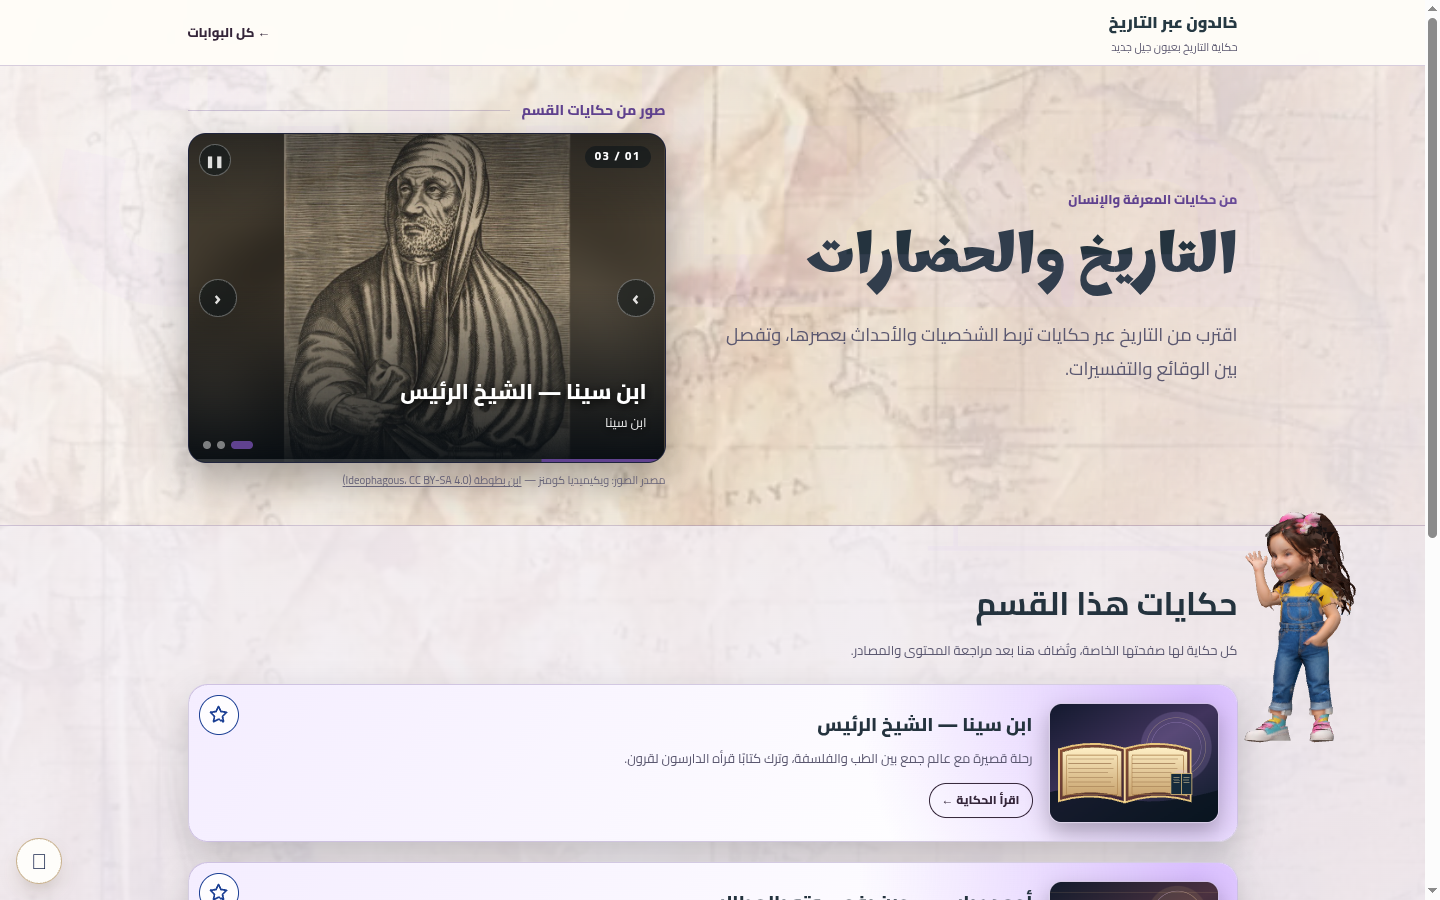 خالدون عبر التاريخ
حكاية التاريخ بعيون جيل جديد
كل البوابات ←
من حكايات المعرفة والإنسان
التاريخ والحضارات
اقترب من التاريخ عبر حكايات تربط الشخصيات والأحداث بعصرها، وتفصل
بين الوقائع والتفسيرات.
صور من حكايات القسم
03 / 01
ابن سينا — الشيخ الرئيس
ابن سينا
مصدر الصور: ويكيميديا كومنز — ابن بطوطة (Ideophagous، CC BY-SA 4.0)
حكايات هذا القسم
كل حكاية لها صفحتها الخاصة، وتُضاف هنا بعد مراجعة المحتوى والمصادر.
ابن سينا — الشيخ الرئيس
رحلة قصيرة مع عالم جمع بين الطب والفلسفة، وترك كتابًا قرأه الدارسون لقرون.
اقرأ الحكاية ←